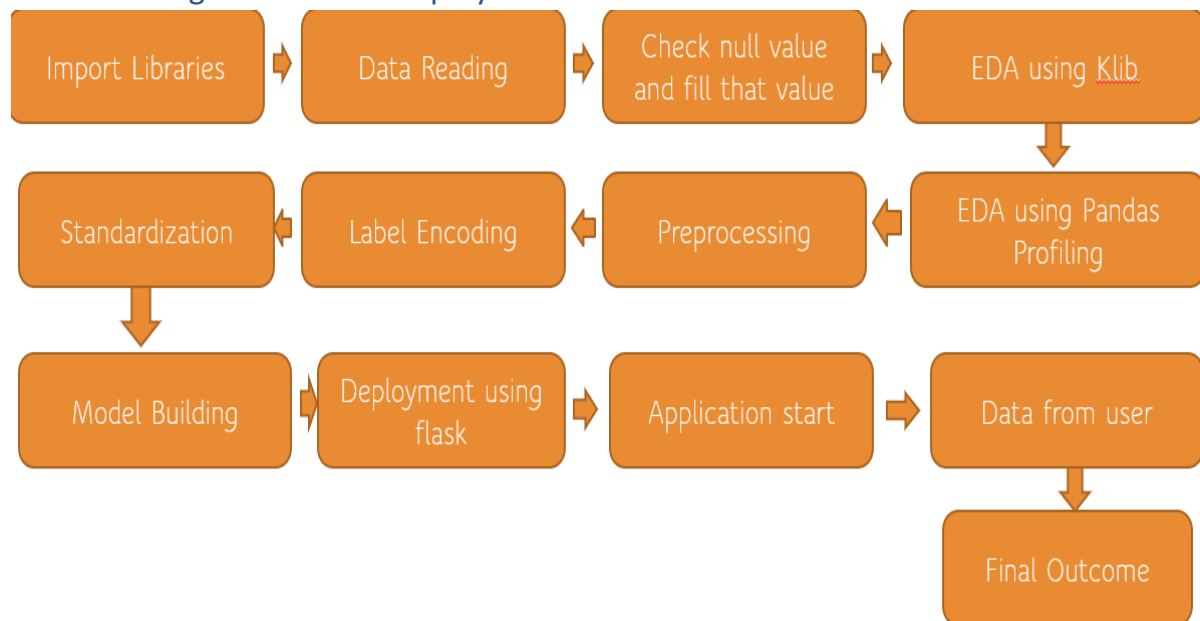 Import Libraries
Data Reading
Check null value
and fill that value
EDA using Klib
EDA using Pandas
Profiling
Preprocessing
Label Encoding
Standardization
Model Building
Deployment using
flask
Application start
Data from user
Final Outcome